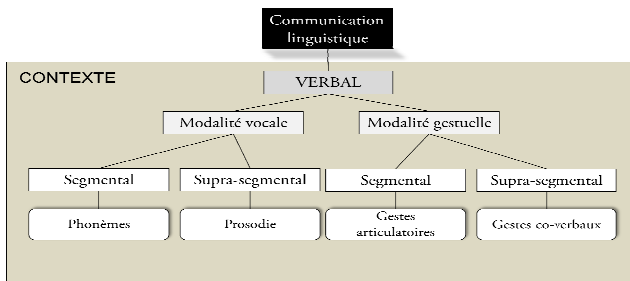 Communication
linguistique
CONTEXTE
VERBAL
Modalité vocale
Modalité gestuelle
Segmental
Supra-segmental
Segmental
Supra-segmental
Phonèmes
Prosodie
Gestes
articulatoires
Gestes co-verbaux